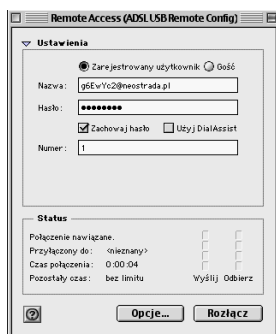 Remote Access (ADSL USB Remote Config)
Ustawienia
Zarejestrowany użytkownik Gość
Nazwa: g6EwYc2@neostrada.pl
Hasło: ●●●●●●●●
Zachowaj hasło Użyj DialAssist
Numer: 1
Status
Połączenie nawiązane.
Przyłączony do: <nieznany>
Czas połączenia: 0:00:04
Pozostały czas: bez limitu Wyślij Odbierz
? Opcje... Rozłącz